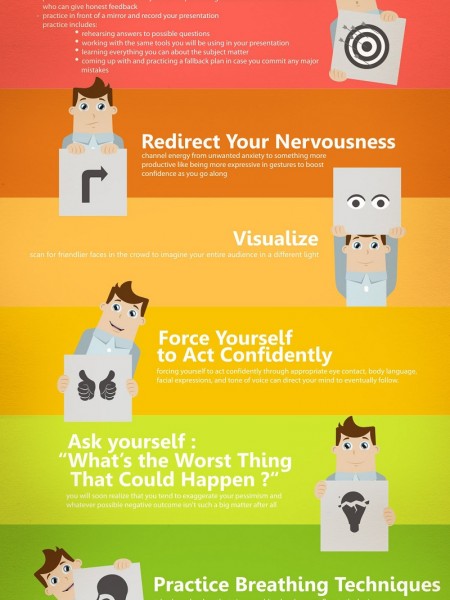 who can give honest feedback
- practice in front of a mirror and record your presentation
- practice includes:
* rehearsing answers to possible questions
* working with the same tools you will be using in your presentation
* learning everything you can about the subject matter
* coming up with and practicing a fallback plan in case you commit any major
mistakes
Redirect Your Nervousness
channel energy from unwanted anxiety to something more
productive like being more expressive in gestures to boost
confidence as you go along
Visualize
scan for friendlier faces in the crowd to imagine your entire audience in a different light
Force Yourself
to Act Confidently
forcing yourself to act confidently through appropriate eye contact, body language,
facial expressions, and tone of voice can direct your mind to eventually follow.
Ask yourself :
“What's the Worst Thing
That Could Happen ?“
you will soon realize that you tend to exaggerate your pessimism and
whatever possible negative outcome isn't such a big matter after all
Practice Breathing Techniques